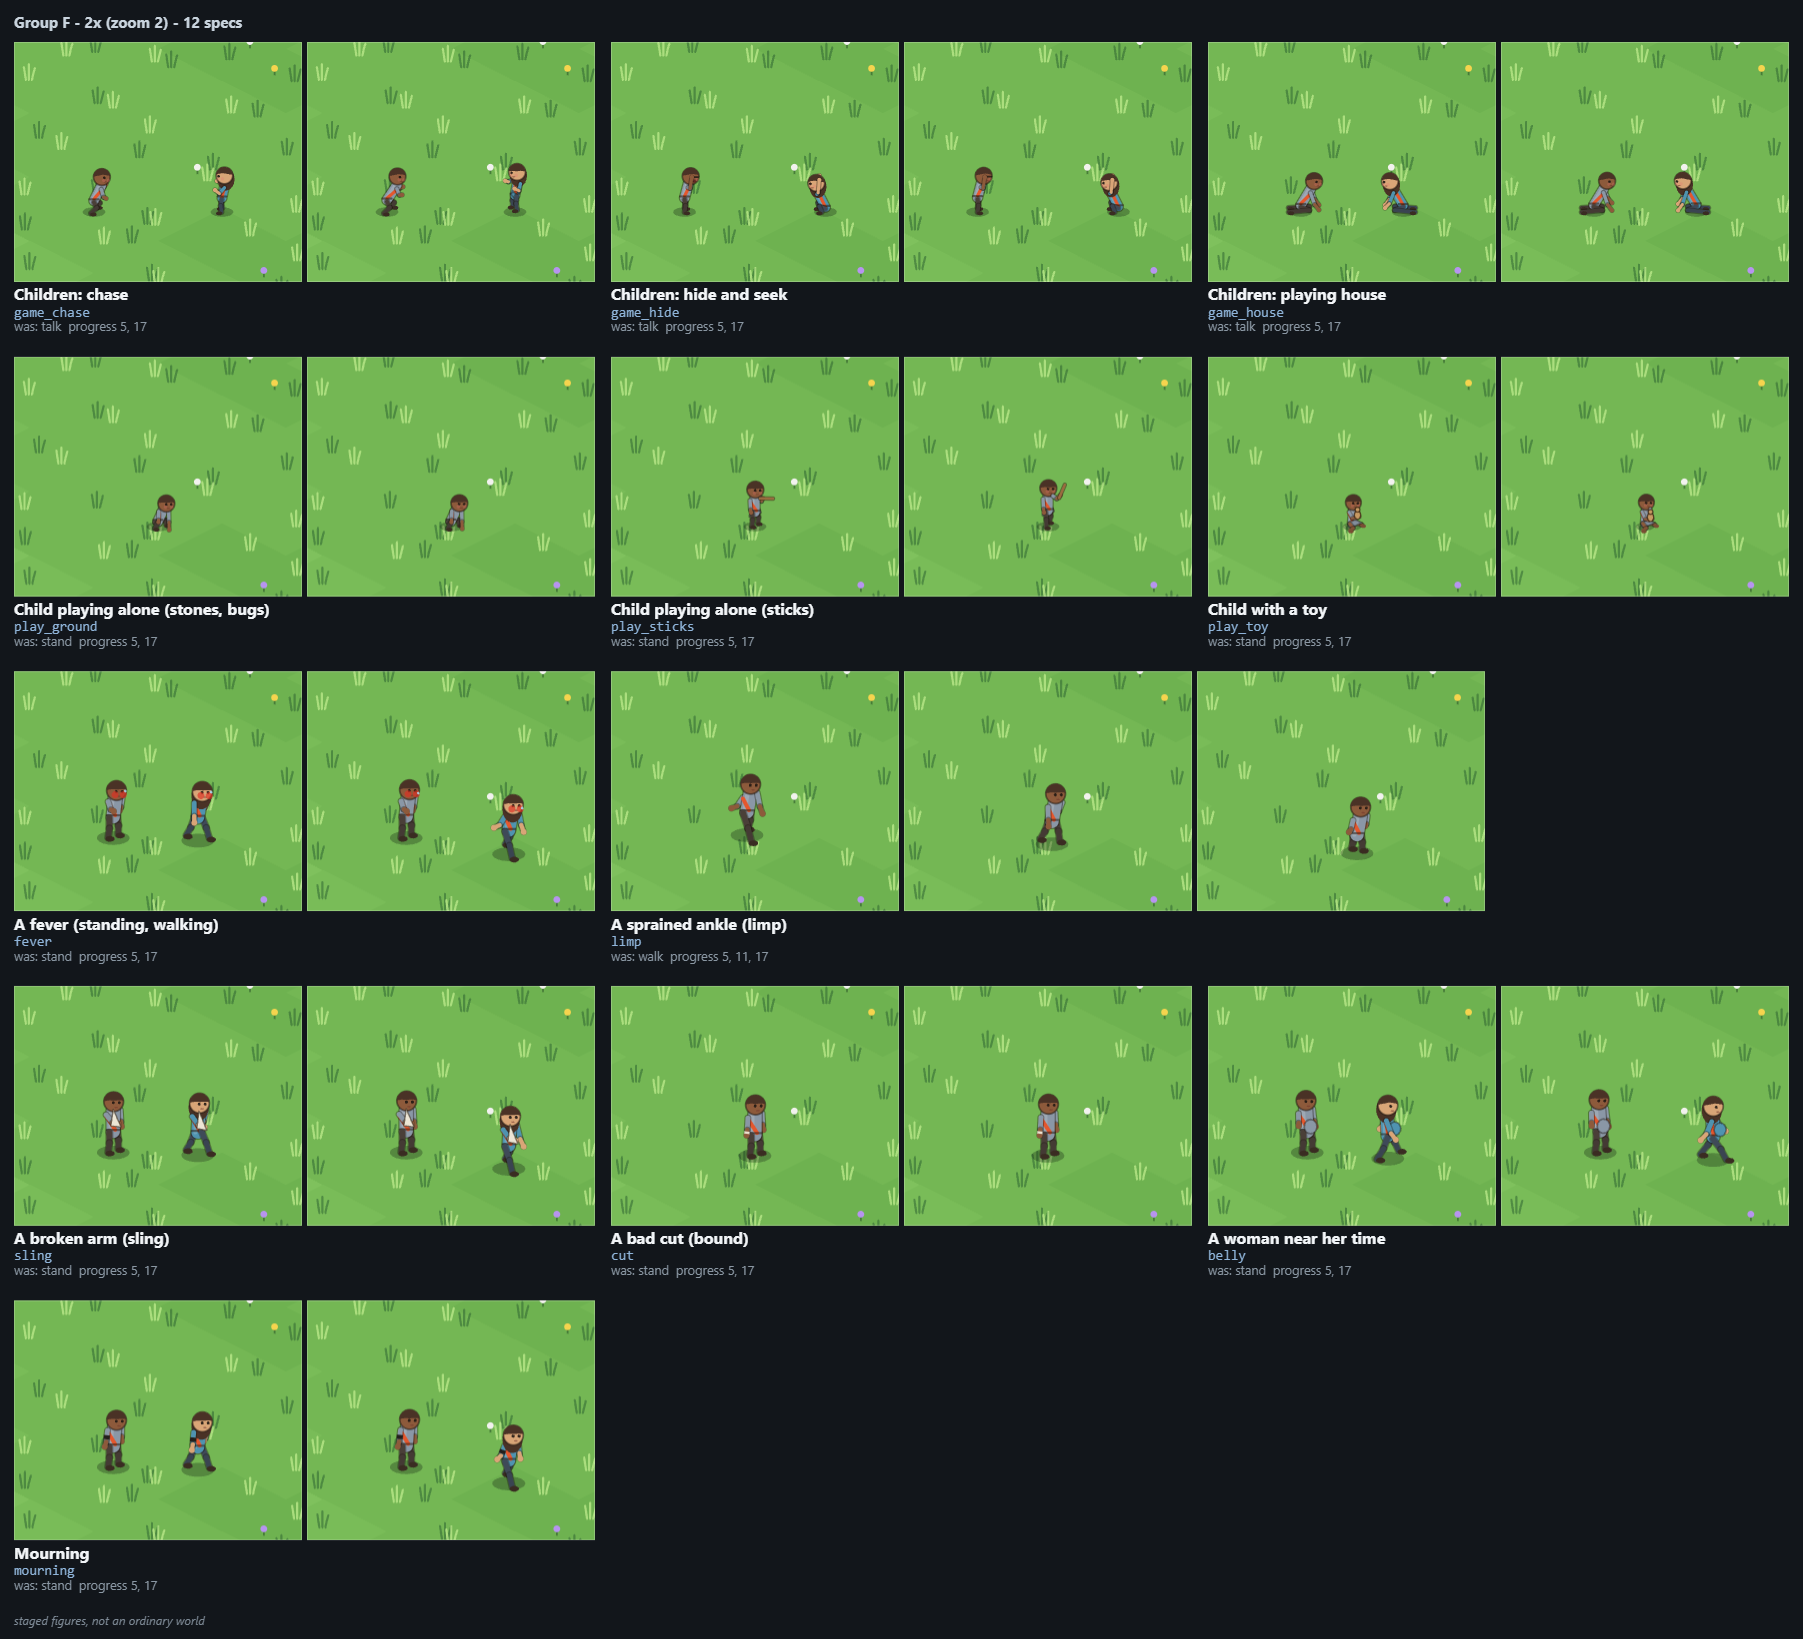 Group F - 2x (zoom 2) - 12 specs
Children: chase
game_chase
was: talk  progress 5, 17
Children: hide and seek
game_hide
was: talk  progress 5, 17
Children: playing house
game_house
was: talk  progress 5, 17
Child playing alone (stones, bugs)
play_ground
was: stand  progress 5, 17
Child playing alone (sticks)
play_sticks
was: stand  progress 5, 17
Child with a toy
play_toy
was: stand  progress 5, 17
A fever (standing, walking)
fever
was: stand  progress 5, 17
A sprained ankle (limp)
limp
was: walk  progress 5, 11, 17
A broken arm (sling)
sling
was: stand  progress 5, 17
A bad cut (bound)
cut
was: stand  progress 5, 17
A woman near her time
belly
was: stand  progress 5, 17
Mourning
mourning
was: stand  progress 5, 17
staged figures, not an ordinary world